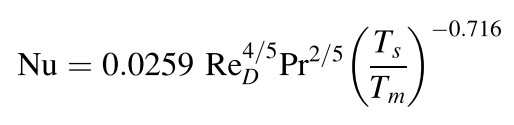 Nu = 0.0259 Re_D^{4/5} Pr^{2/5} (T_s/T_m)^{−0.716}